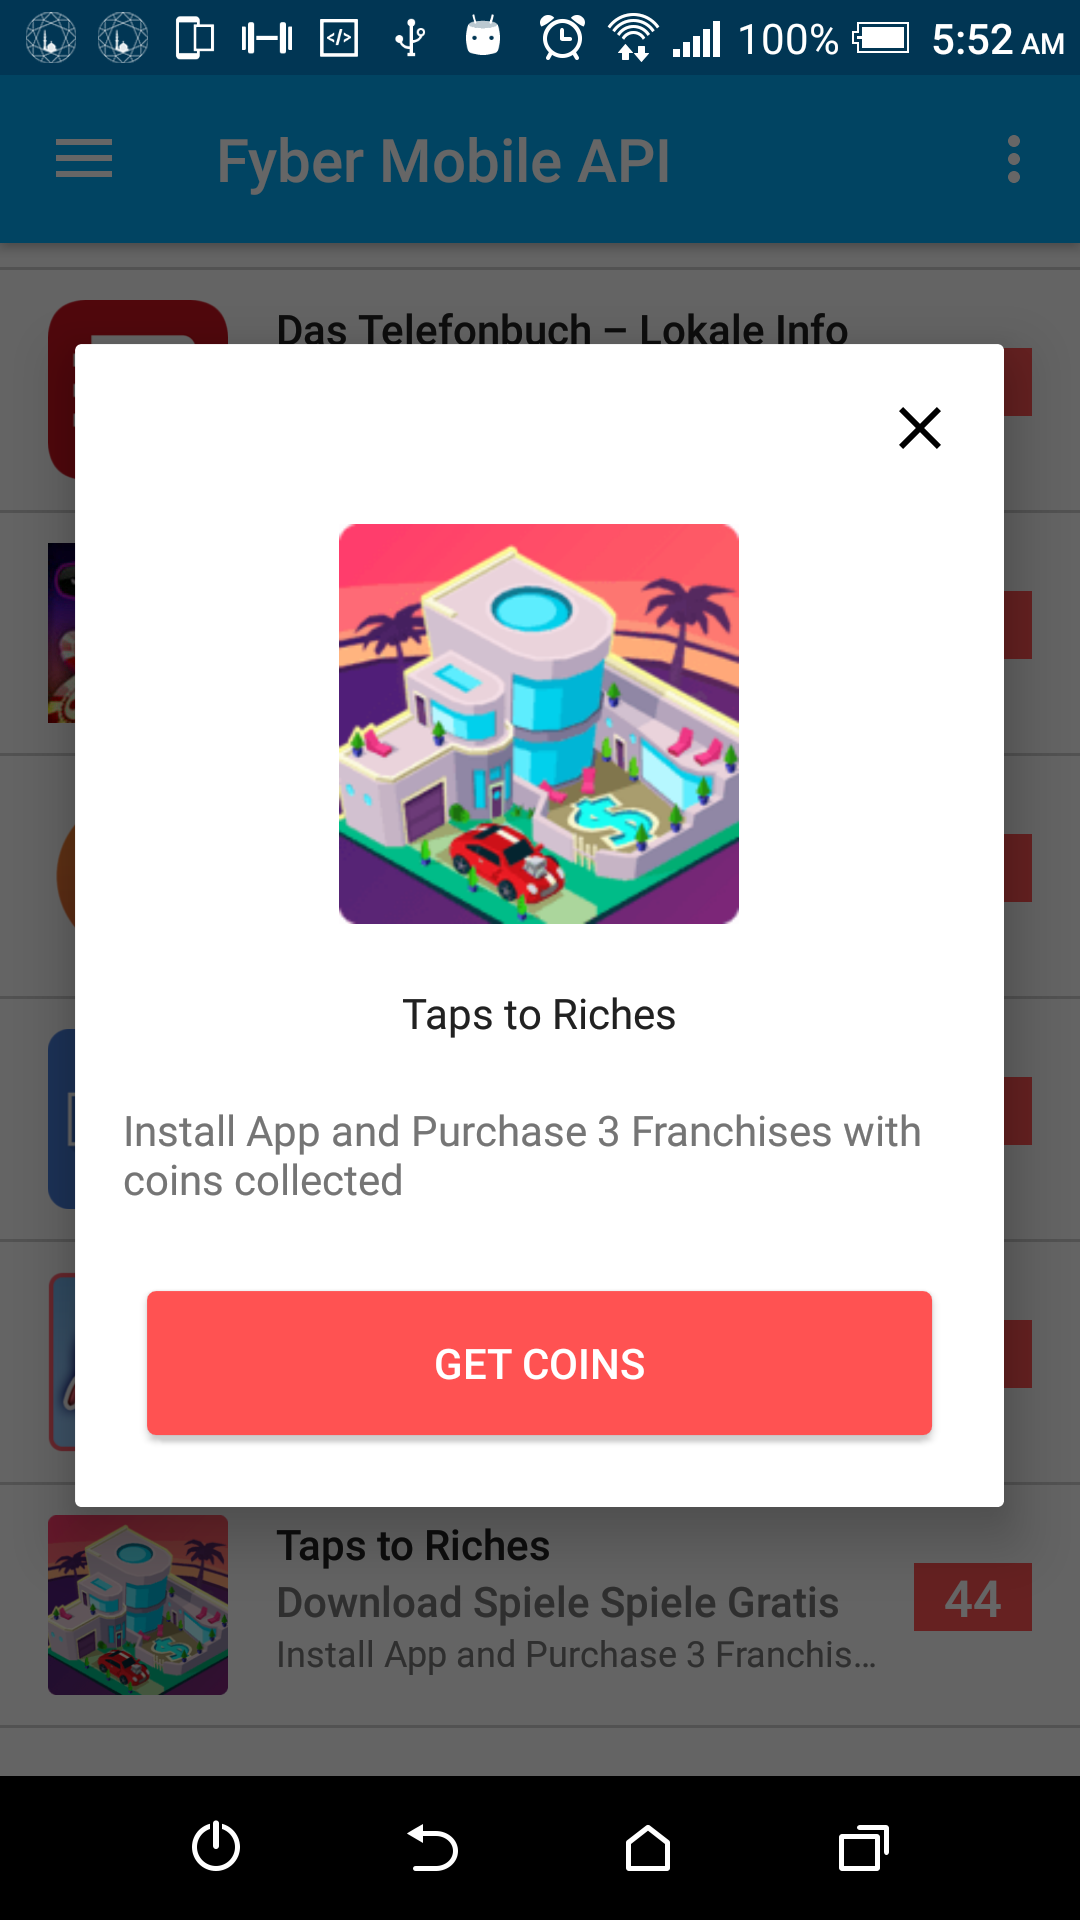 100% 5:52 AM
Fyber Mobile API
Das Telefonbuch – Lokale Info
Taps to Riches
Install App and Purchase 3 Franchises with
coins collected
GET COINS
Taps to Riches
Download Spiele Spiele Gratis
44
Install App and Purchase 3 Franchis...